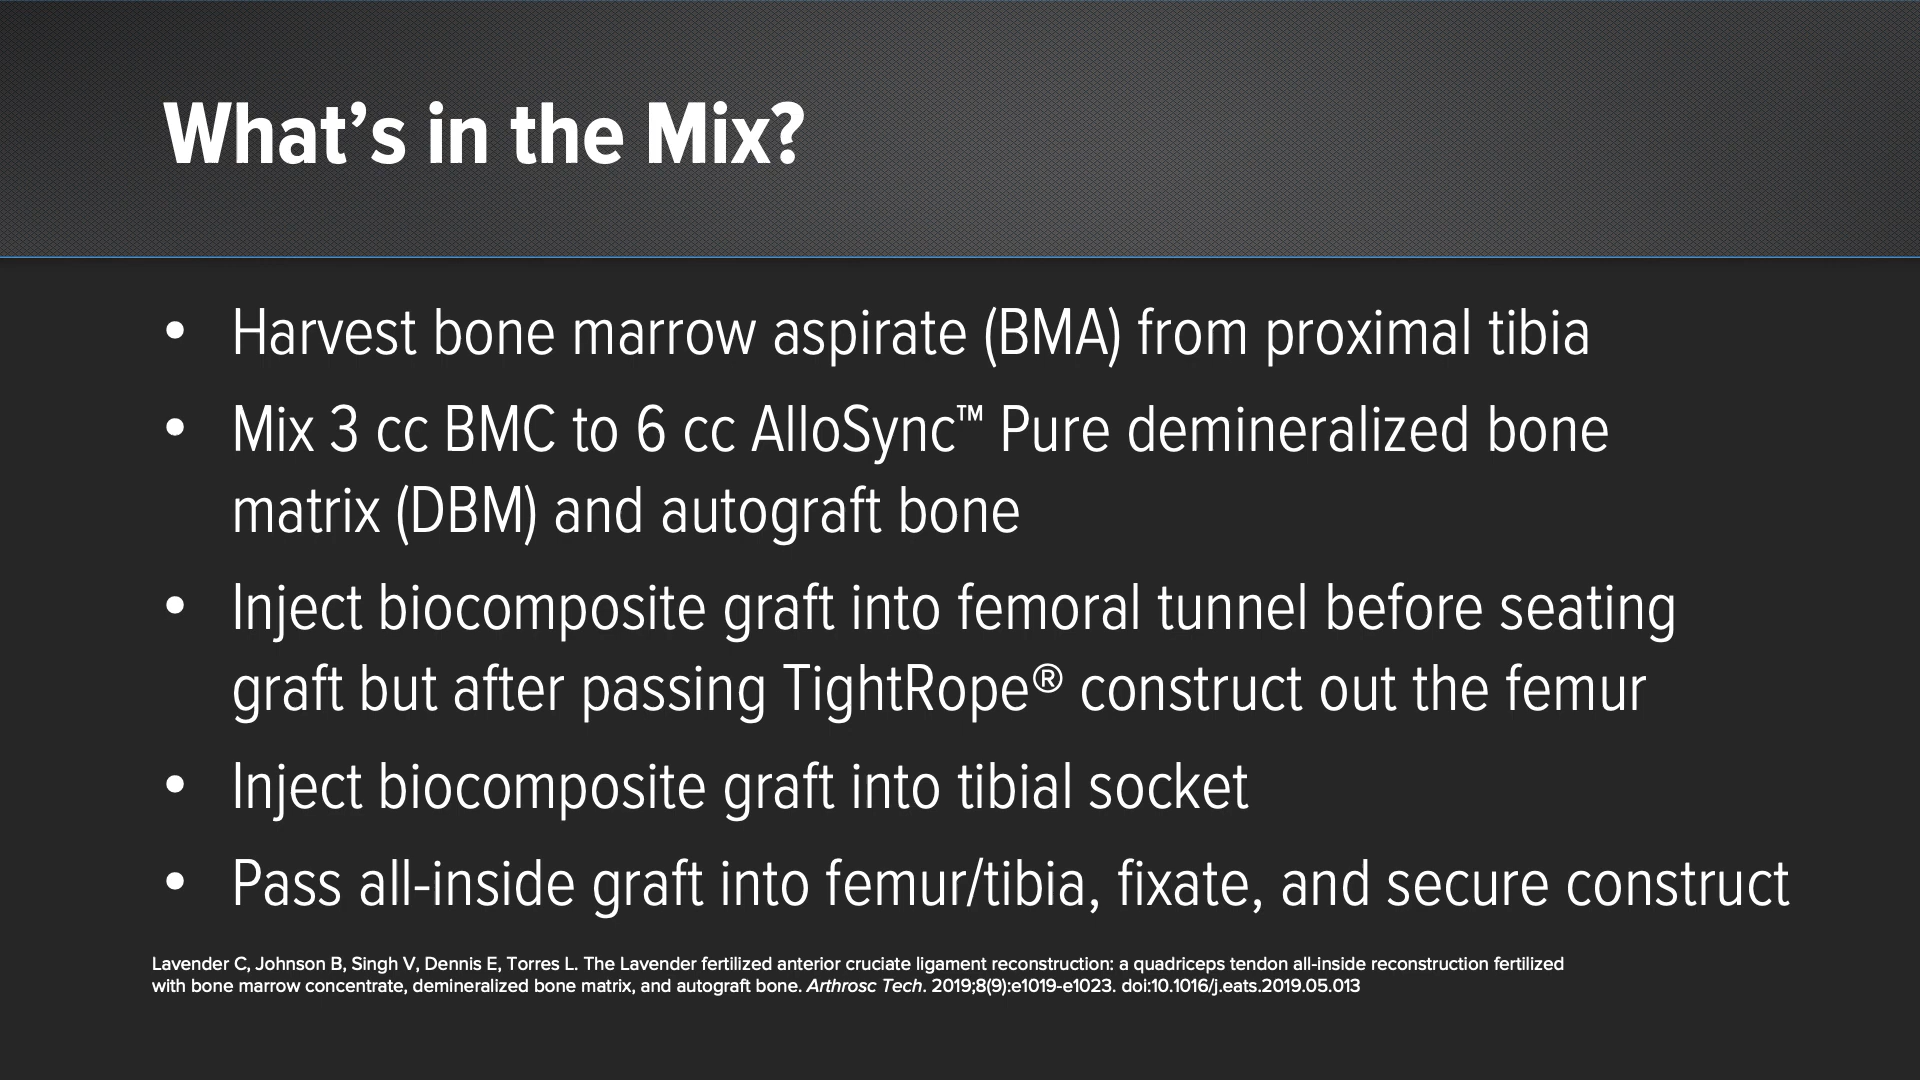 What’s in the Mix?
• Harvest bone marrow aspirate (BMA) from proximal tibia
• Mix 3 cc BMC to 6 cc AlloSync™ Pure demineralized bone
matrix (DBM) and autograft bone
• Inject biocomposite graft into femoral tunnel before seating
graft but after passing TightRope® construct out the femur
• Inject biocomposite graft into tibial socket
• Pass all-inside graft into femur/tibia, fixate, and secure construct
Lavender C, Johnson B, Singh V, Dennis E, Torres L. The Lavender fertilized anterior cruciate ligament reconstruction: a quadriceps tendon all-inside reconstruction fertilized
with bone marrow concentrate, demineralized bone matrix, and autograft bone. Arthrosc Tech. 2019;8(9):e1019-e1023. doi:10.1016/j.eats.2019.05.013